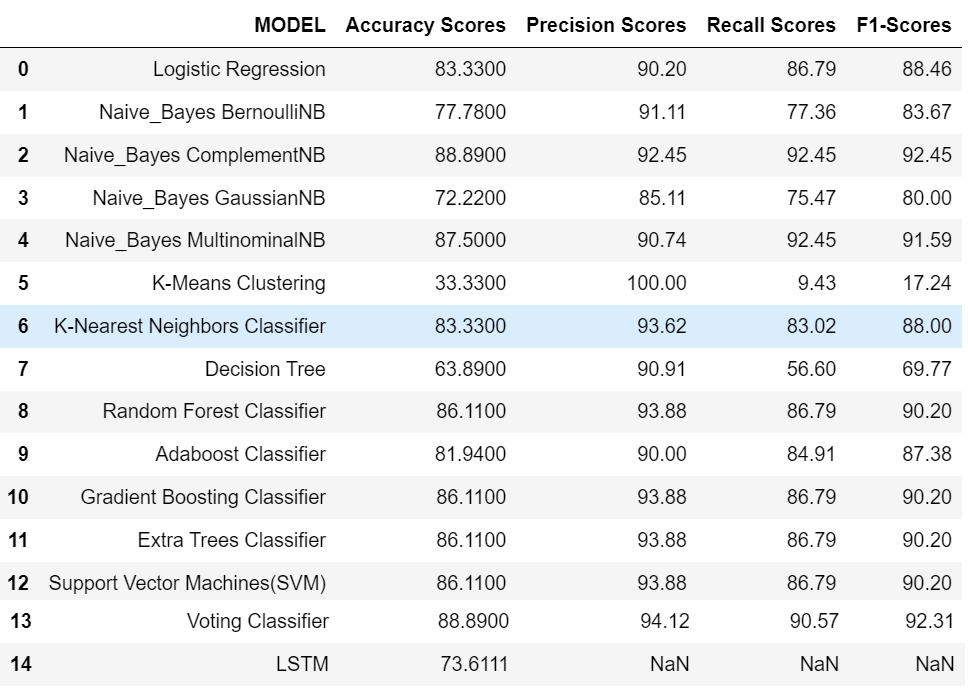 MODEL Accuracy Scores Precision Scores Recall Scores F1-Scores
0 Logistic Regression 83.3300 90.20 86.79 88.46
1 Naive_Bayes BernoulliNB 77.7800 91.11 77.36 83.67
2 Naive_Bayes ComplementNB 88.8900 92.45 92.45 92.45
3 Naive_Bayes GaussianNB 72.2200 85.11 75.47 80.00
4 Naive_Bayes MultinominalNB 87.5000 90.74 92.45 91.59
5 K-Means Clustering 33.3300 100.00 9.43 17.24
6 K-Nearest Neighbors Classifier 83.3300 93.62 83.02 88.00
7 Decision Tree 63.8900 90.91 56.60 69.77
8 Random Forest Classifier 86.1100 93.88 86.79 90.20
9 Adaboost Classifier 81.9400 90.00 84.91 87.38
10 Gradient Boosting Classifier 86.1100 93.88 86.79 90.20
11 Extra Trees Classifier 86.1100 93.88 86.79 90.20
12 Support Vector Machines(SVM) 86.1100 93.88 86.79 90.20
13 Voting Classifier 88.8900 94.12 90.57 92.31
14 LSTM 73.6111 NaN NaN NaN